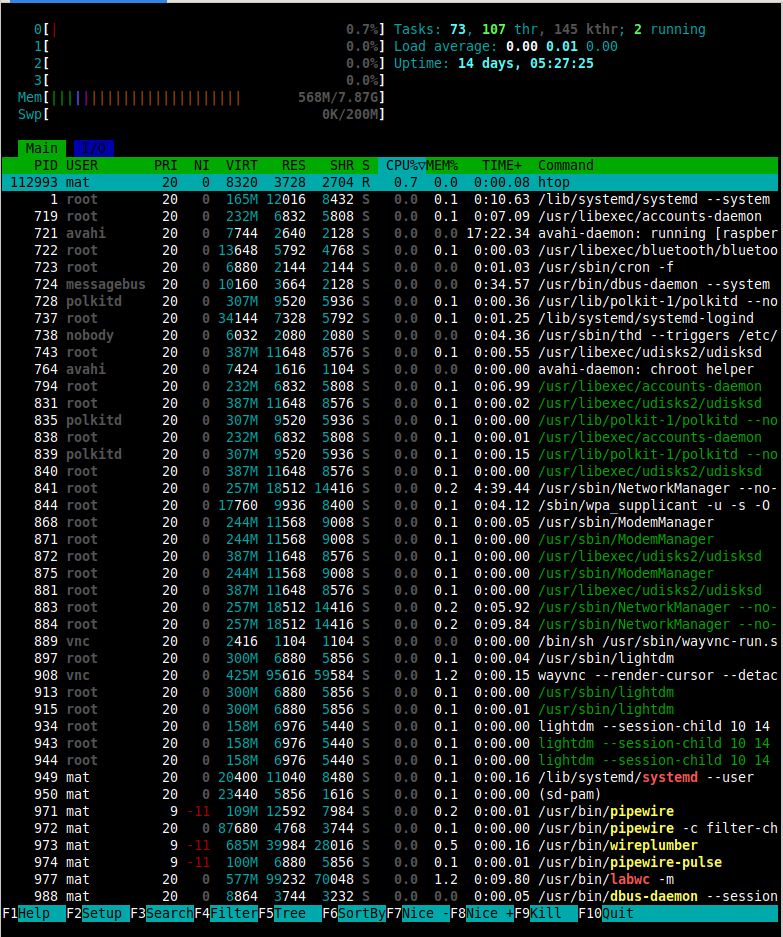 0[| 0.7%] Tasks: 73, 107 thr, 145 kthr; 2 running
1[ 0.0%] Load average: 0.00 0.01 0.00
2[ 0.0%] Uptime: 14 days, 05:27:25
3[ 0.0%]
Mem[|||||||||||||||||||||||| 568M/7.87G]
Swp[ 0K/200M]
Main I/O
PID USER PRI NI VIRT RES SHR S CPU%▽MEM% TIME+ Command
112993 mat 20 0 8320 3728 2704 R 0.7 0.0 0:00.08 htop
1 root 20 0 165M 12016 8432 S 0.0 0.1 0:10.63 /lib/systemd/systemd --system
719 root 20 0 232M 6832 5808 S 0.0 0.1 0:07.09 /usr/libexec/accounts-daemon
721 avahi 20 0 7744 2640 2128 S 0.0 0.0 17:22.34 avahi-daemon: running [raspber
722 root 20 0 13648 5792 4768 S 0.0 0.1 0:00.03 /usr/libexec/bluetooth/bluetoo
723 root 20 0 6880 2144 2144 S 0.0 0.0 0:01.03 /usr/sbin/cron -f
724 messagebus 20 0 10160 3664 2128 S 0.0 0.0 0:34.57 /usr/bin/dbus-daemon --system
728 polkitd 20 0 307M 9520 5936 S 0.0 0.1 0:00.36 /usr/lib/polkit-1/polkitd --no
737 root 20 0 34144 7328 5792 S 0.0 0.1 0:01.25 /lib/systemd/systemd-logind
738 nobody 20 0 6032 2080 2080 S 0.0 0.0 0:04.36 /usr/sbin/thd --triggers /etc/
743 root 20 0 387M 11648 8576 S 0.0 0.1 0:00.55 /usr/libexec/udisks2/udisksd
764 avahi 20 0 7424 1616 1104 S 0.0 0.0 0:00.00 avahi-daemon: chroot helper
794 root 20 0 232M 6832 5808 S 0.0 0.1 0:06.99 /usr/libexec/accounts-daemon
831 root 20 0 387M 11648 8576 S 0.0 0.1 0:00.02 /usr/libexec/udisks2/udisksd
835 polkitd 20 0 307M 9520 5936 S 0.0 0.1 0:00.00 /usr/lib/polkit-1/polkitd --no
838 root 20 0 232M 6832 5808 S 0.0 0.1 0:00.01 /usr/libexec/accounts-daemon
839 polkitd 20 0 307M 9520 5936 S 0.0 0.1 0:00.15 /usr/lib/polkit-1/polkitd --no
840 root 20 0 387M 11648 8576 S 0.0 0.1 0:00.00 /usr/libexec/udisks2/udisksd
841 root 20 0 257M 18512 14416 S 0.0 0.2 4:39.44 /usr/sbin/NetworkManager --no-
844 root 20 0 17760 9936 8400 S 0.0 0.1 0:04.12 /sbin/wpa_supplicant -u -s -O
868 root 20 0 244M 11568 9008 S 0.0 0.1 0:00.05 /usr/sbin/ModemManager
871 root 20 0 244M 11568 9008 S 0.0 0.1 0:00.00 /usr/sbin/ModemManager
872 root 20 0 387M 11648 8576 S 0.0 0.1 0:00.00 /usr/libexec/udisks2/udisksd
875 root 20 0 244M 11568 9008 S 0.0 0.1 0:00.00 /usr/sbin/ModemManager
881 root 20 0 387M 11648 8576 S 0.0 0.1 0:00.00 /usr/libexec/udisks2/udisksd
883 root 20 0 257M 18512 14416 S 0.0 0.2 0:05.92 /usr/sbin/NetworkManager --no-
884 root 20 0 257M 18512 14416 S 0.0 0.2 0:09.84 /usr/sbin/NetworkManager --no-
889 vnc 20 0 2416 1104 1104 S 0.0 0.0 0:00.00 /bin/sh /usr/sbin/wayvnc-run.s
897 root 20 0 300M 6880 5856 S 0.0 0.1 0:00.04 /usr/sbin/lightdm
908 vnc 20 0 425M 95616 59584 S 0.0 1.2 0:00.15 wayvnc --render-cursor --detac
913 root 20 0 300M 6880 5856 S 0.0 0.1 0:00.00 /usr/sbin/lightdm
915 root 20 0 300M 6880 5856 S 0.0 0.1 0:00.01 /usr/sbin/lightdm
934 root 20 0 158M 6976 5440 S 0.0 0.1 0:00.00 lightdm --session-child 10 14
943 root 20 0 158M 6976 5440 S 0.0 0.1 0:00.00 lightdm --session-child 10 14
944 root 20 0 158M 6976 5440 S 0.0 0.1 0:00.00 lightdm --session-child 10 14
949 mat 20 0 20400 11040 8480 S 0.0 0.1 0:00.16 /lib/systemd/systemd --user
950 mat 20 0 23440 5856 1616 S 0.0 0.1 0:00.00 (sd-pam)
971 mat 9 -11 109M 12592 7984 S 0.0 0.2 0:00.01 /usr/bin/pipewire
972 mat 20 0 87680 4768 3744 S 0.0 0.1 0:00.00 /usr/bin/pipewire -c filter-ch
973 mat 9 -11 685M 39984 28016 S 0.0 0.5 0:00.16 /usr/bin/wireplumber
974 mat 9 -11 100M 6880 5856 S 0.0 0.1 0:00.01 /usr/bin/pipewire-pulse
977 mat 20 0 577M 99232 70048 S 0.0 1.2 0:09.80 /usr/bin/labwc -m
988 mat 20 0 8864 3744 3232 S 0.0 0.0 0:00.05 /usr/bin/dbus-daemon --session
F1Help F2Setup F3SearchF4FilterF5Tree F6SortByF7Nice -F8Nice +F9Kill F10Quit